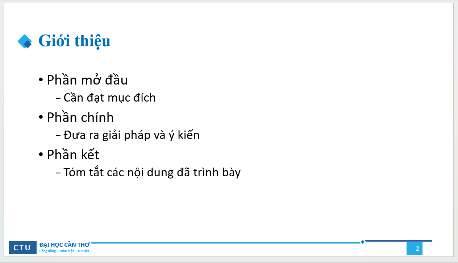 Giới thiệu
• Phần mở đầu
– Cần đạt mục đích
• Phần chính
– Đưa ra giải pháp và ý kiến
• Phần kết
– Tóm tắt các nội dung đã trình bày
CTU ĐẠI HỌC CẦN THƠ
2